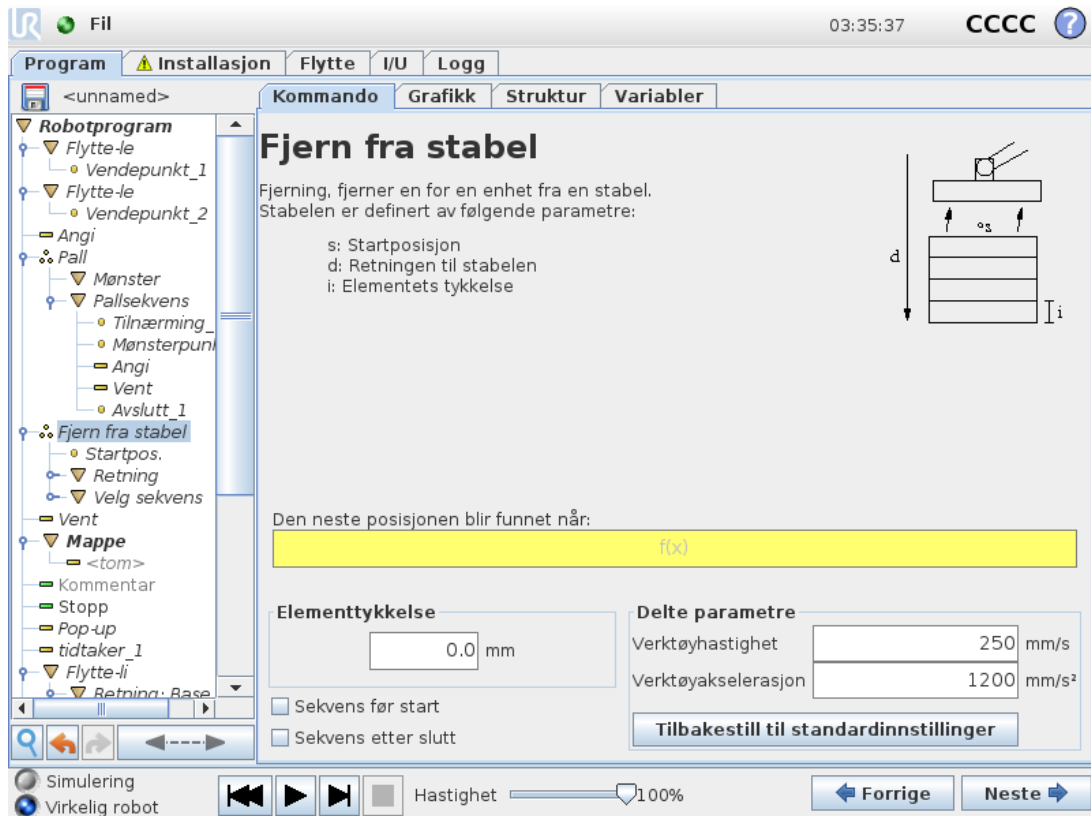 UR Fil 03:35:37 CCCC ?
Program Installasjon Flytte I/U Logg
<unnamed> Kommando Grafikk Struktur Variabler
Robotprogram
Flytte-le
Vendepunkt_1
Flytte-le
Vendepunkt_2
Angi
Pall
Mønster
Pallsekvens
Tilnærming_
Mønsterpunk
Angi
Vent
Avslutt_1
Fjern fra stabel
Startpos.
Retning
Velg sekvens
Vent
Mappe
<tom>
Kommentar
Stopp
Pop-up
tidtaker_1
Flytte-li
Retning: Base
Fjern fra stabel
Fjerning, fjerner en for en enhet fra en stabel.
Stabelen er definert av følgende parametre:
s: Startposisjon
d: Retningen til stabelen
i: Elementets tykkelse
s
d
i
Den neste posisjonen blir funnet når:
f(x)
Elementtykkelse
0.0 mm
Sekvens før start
Sekvens etter slutt
Delte parametre
Verktøyhastighet 250 mm/s
Verktøyakselerasjon 1200 mm/s²
Tilbakestill til standardinnstillinger
Simulering
Virkelig robot
Hastighet 100%
Forrige Neste